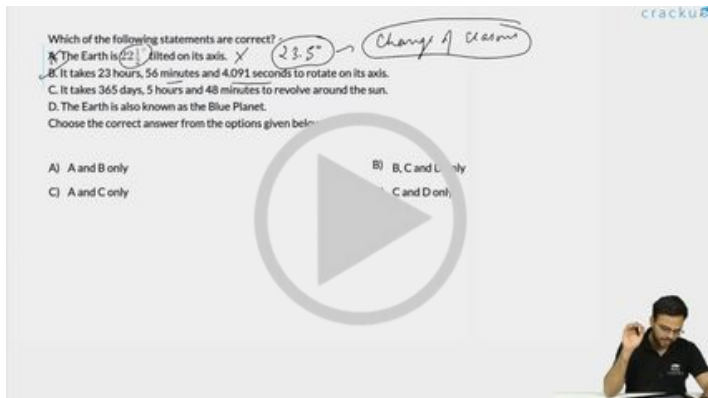 cracku
Which of the following statements are correct?
A. The Earth is 22 1/2° tilted on its axis. X 23.5° Change of
B. It takes 23 hours, 56 minutes and 4.091 seconds to rotate on its axis.
C. It takes 365 days, 5 hours and 48 minutes to revolve around the sun.
D. The Earth is also known as the Blue Planet.
Choose the correct answer from the options given
A) A and B only B) B, C and
C) A and C only C and D only